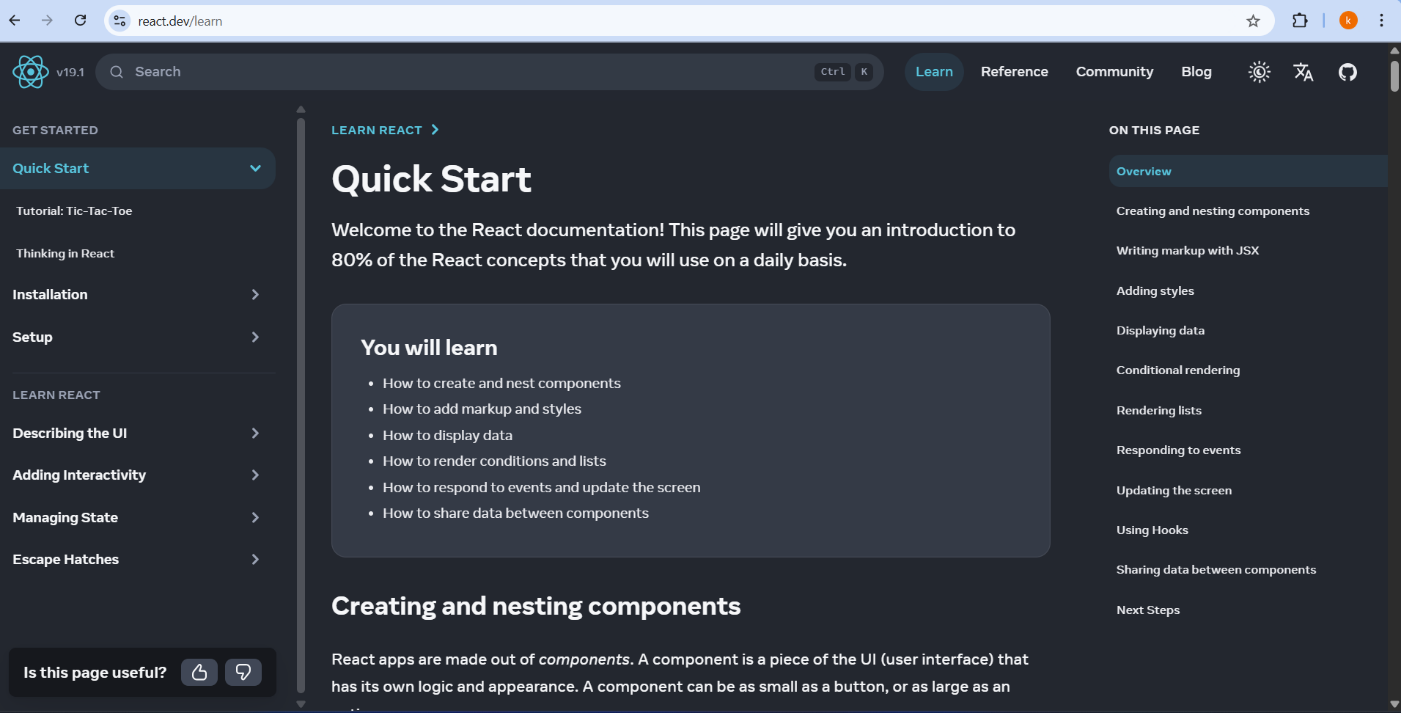 react.dev/learn
k
v19.1
Search
Ctrl K
Learn
Reference
Community
Blog
GET STARTED
Quick Start
Tutorial: Tic-Tac-Toe
Thinking in React
Installation
Setup
LEARN REACT
Describing the UI
Adding Interactivity
Managing State
Escape Hatches
Is this page useful?
LEARN REACT
Quick Start
Welcome to the React documentation! This page will give you an introduction to
80% of the React concepts that you will use on a daily basis.
You will learn
• How to create and nest components
• How to add markup and styles
• How to display data
• How to render conditions and lists
• How to respond to events and update the screen
• How to share data between components
Creating and nesting components
React apps are made out of components. A component is a piece of the UI (user interface) that
has its own logic and appearance. A component can be as small as a button, or as large as an
ON THIS PAGE
Overview
Creating and nesting components
Writing markup with JSX
Adding styles
Displaying data
Conditional rendering
Rendering lists
Responding to events
Updating the screen
Using Hooks
Sharing data between components
Next Steps